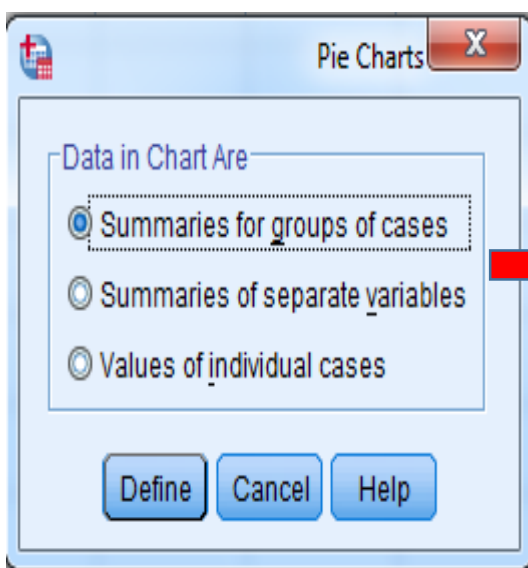 Pie Charts
X
Data in Chart Are
Summaries for groups of cases
Summaries of separate variables
Values of individual cases
Define Cancel Help